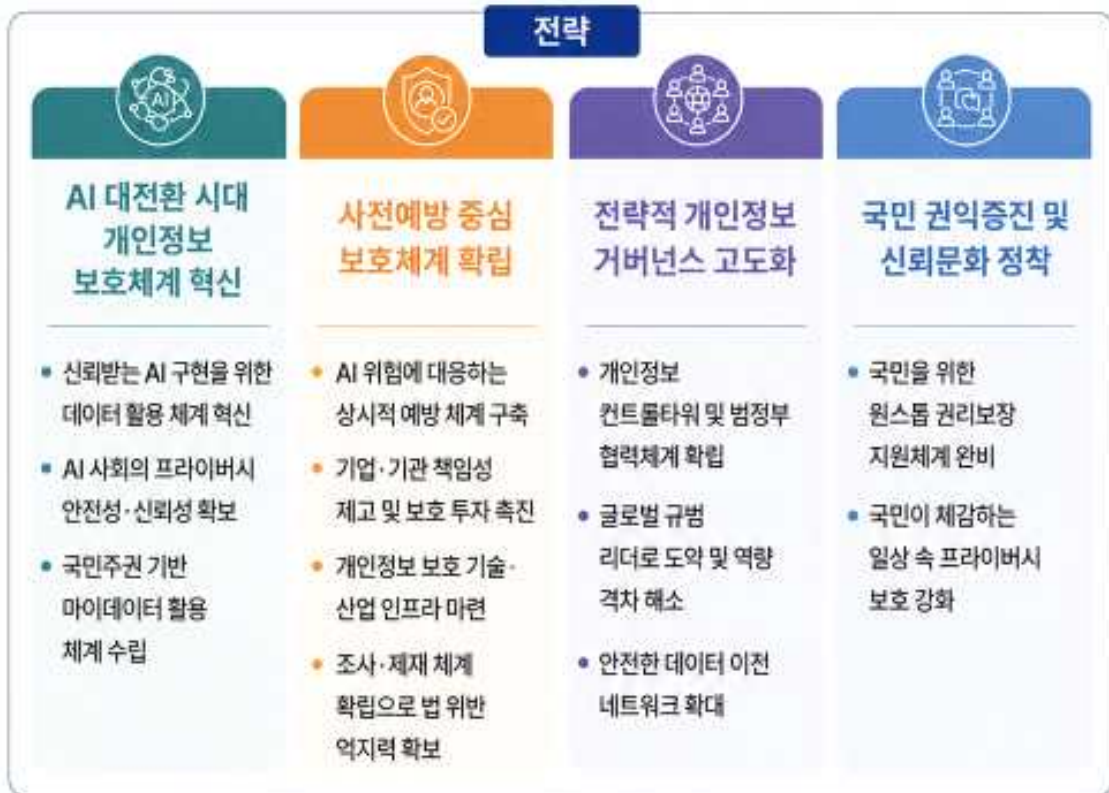 전략
AI
AI 대전환 시대
개인정보
보호체계 혁신
• 신뢰받는 AI 구현을 위한
데이터 활용 체계 혁신
• AI 사회의 프라이버시
안전성·신뢰성 확보
• 국민주권 기반
마이데이터 활용
체계 수립
사전예방 중심
보호체계 확립
• AI 위험에 대응하는
상시적 예방 체계 구축
• 기업·기관 책임성
제고 및 보호 투자 촉진
• 개인정보 보호 기술·
산업 인프라 마련
• 조사·제재 체계
확립으로 법 위반
억지력 확보
전략적 개인정보
거버넌스 고도화
• 개인정보
컨트롤타워 및 범정부
협력체계 확립
• 글로벌 규범
리더로 도약 및 역량
격차 해소
• 안전한 데이터 이전
네트워크 확대
국민 권익증진 및
신뢰문화 정착
• 국민을 위한
원스톱 권리보장
지원체계 완비
• 국민이 체감하는
일상 속 프라이버시
보호 강화